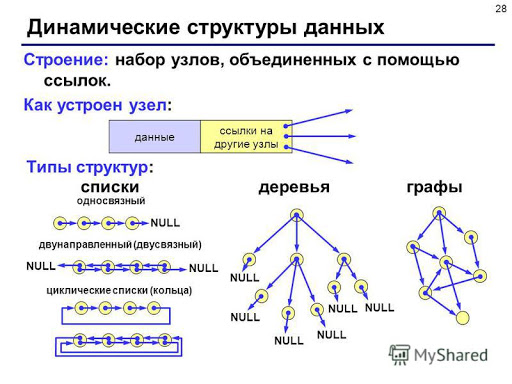 28
Динамические структуры данных
Строение: набор узлов, объединенных с помощью
ссылок.
Как устроен узел:
данные
ссылки на
другие узлы
Типы структур:
списки
односвязный
NULL
двунаправленный (двусвязный)
NULL
NULL
циклические списки (кольца)
деревья
NULL
NULL
NULL
NULL
NULL
NULL
графы
MyShared